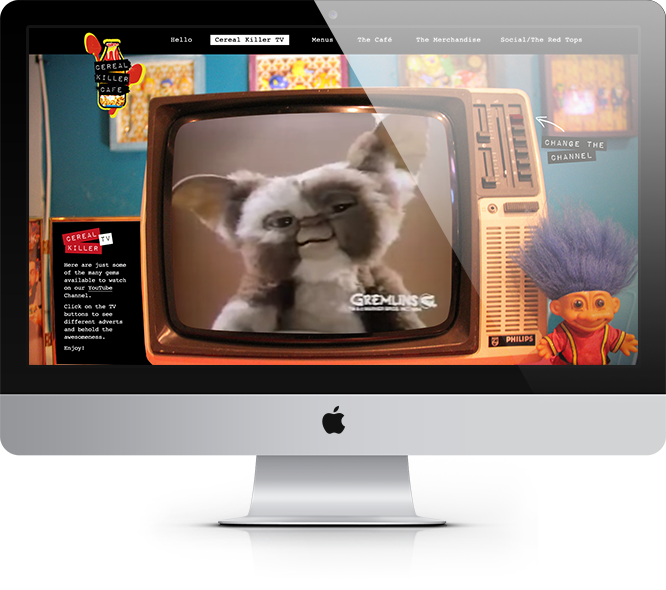 Hello
Cereal Killer TV
Menus
The Café
The Merchandise
Social/The Red Tops
CEREAL
KILLER
CAFE
CHANGE THE
CHANNEL
CEREAL TV
KILLER
Here are just some
of the many gems
available to watch
on our YouTube
Channel.
Click on the TV
buttons to see
different adverts
and behold the
awesomeness.
Enjoy!
GREMLINS
PHILIPS